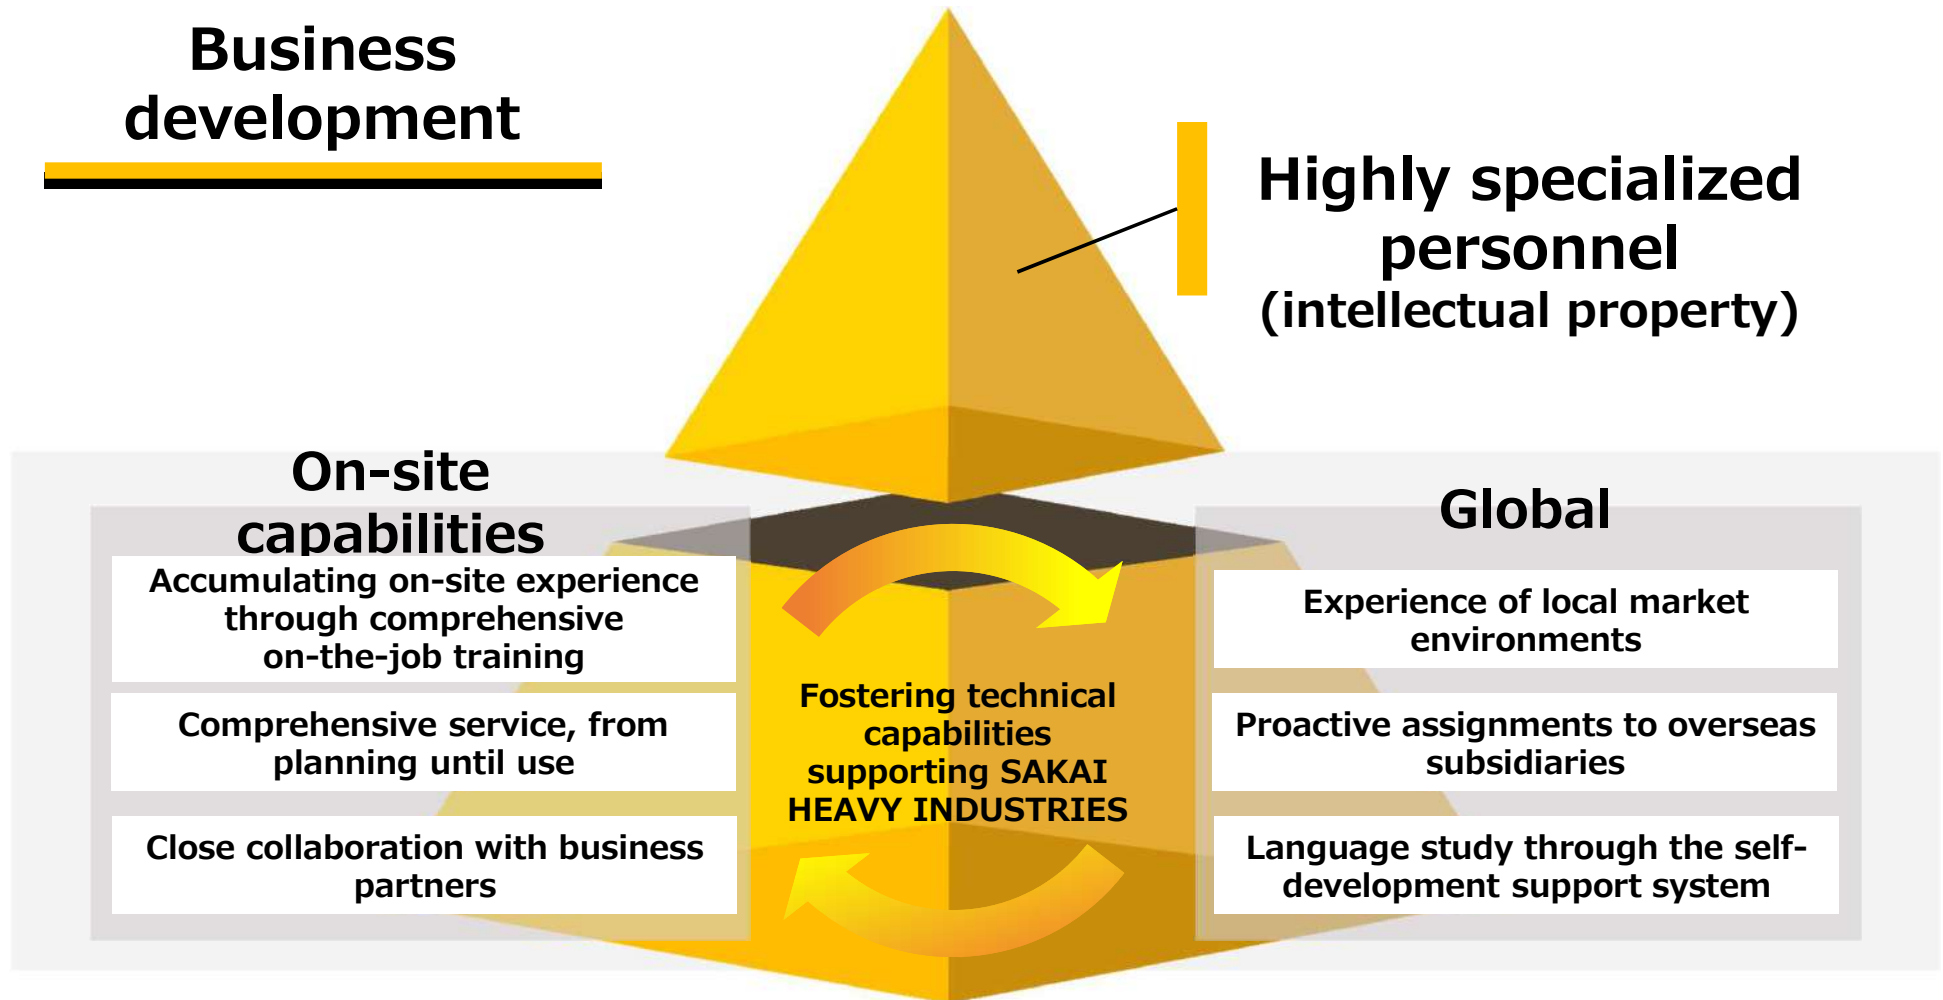 Business
development
Highly specialized
personnel
(intellectual property)
On-site
capabilities
Accumulating on-site experience
through comprehensive
on-the-job training
Comprehensive service, from
planning until use
Close collaboration with business
partners
Fostering technical
capabilities
supporting SAKAI
HEAVY INDUSTRIES
Global
Experience of local market
environments
Proactive assignments to overseas
subsidiaries
Language study through the self-
development support system